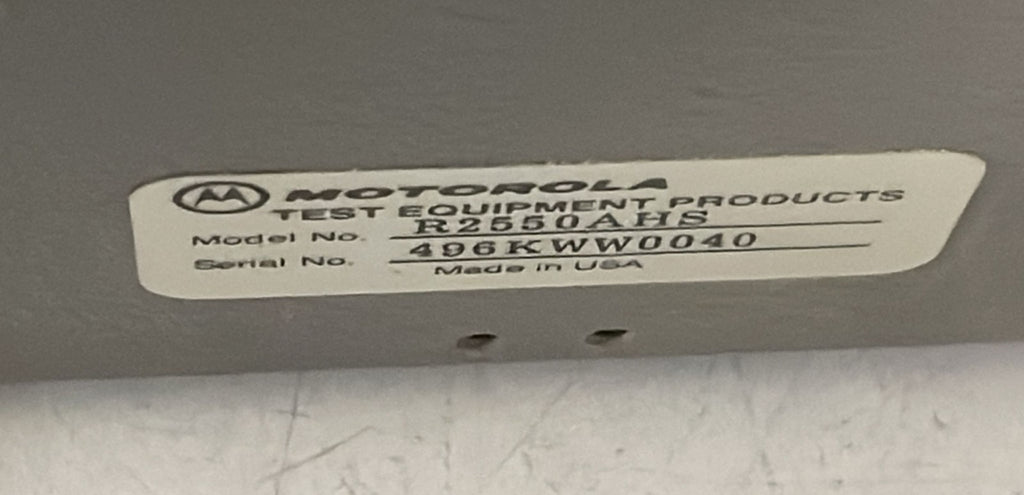 MOTOROLA
TEST EQUIPMENT PRODUCTS
Model No. R2550AHS
Serial No. 496KWW0040
Made in USA